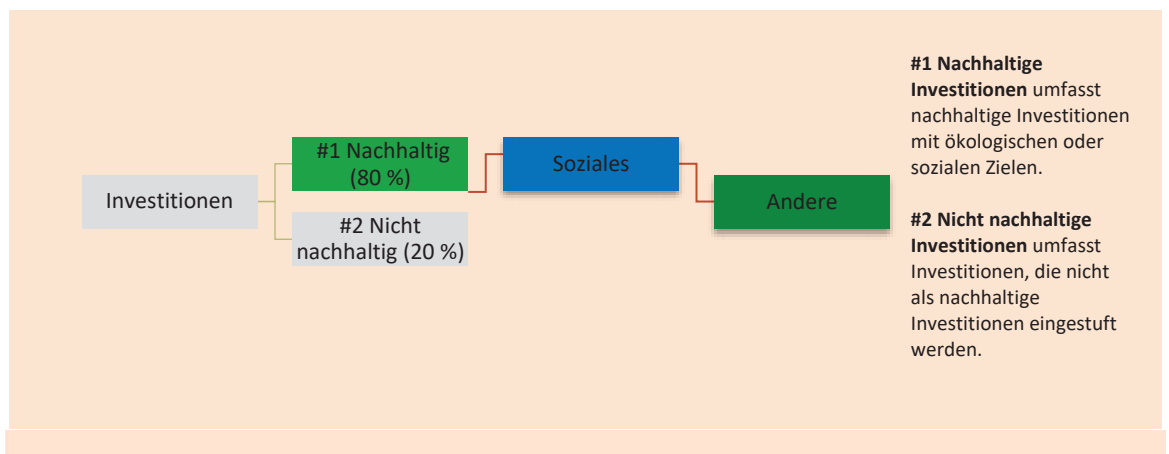 Investitionen
#1 Nachhaltig
(80 %)
#2 Nicht
nachhaltig (20 %)
Soziales
Andere
#1 Nachhaltige
Investitionen umfasst
nachhaltige Investitionen
mit ökologischen oder
sozialen Zielen.
#2 Nicht nachhaltige
Investitionen umfasst
Investitionen, die nicht
als nachhaltige
Investitionen eingestuft
werden.